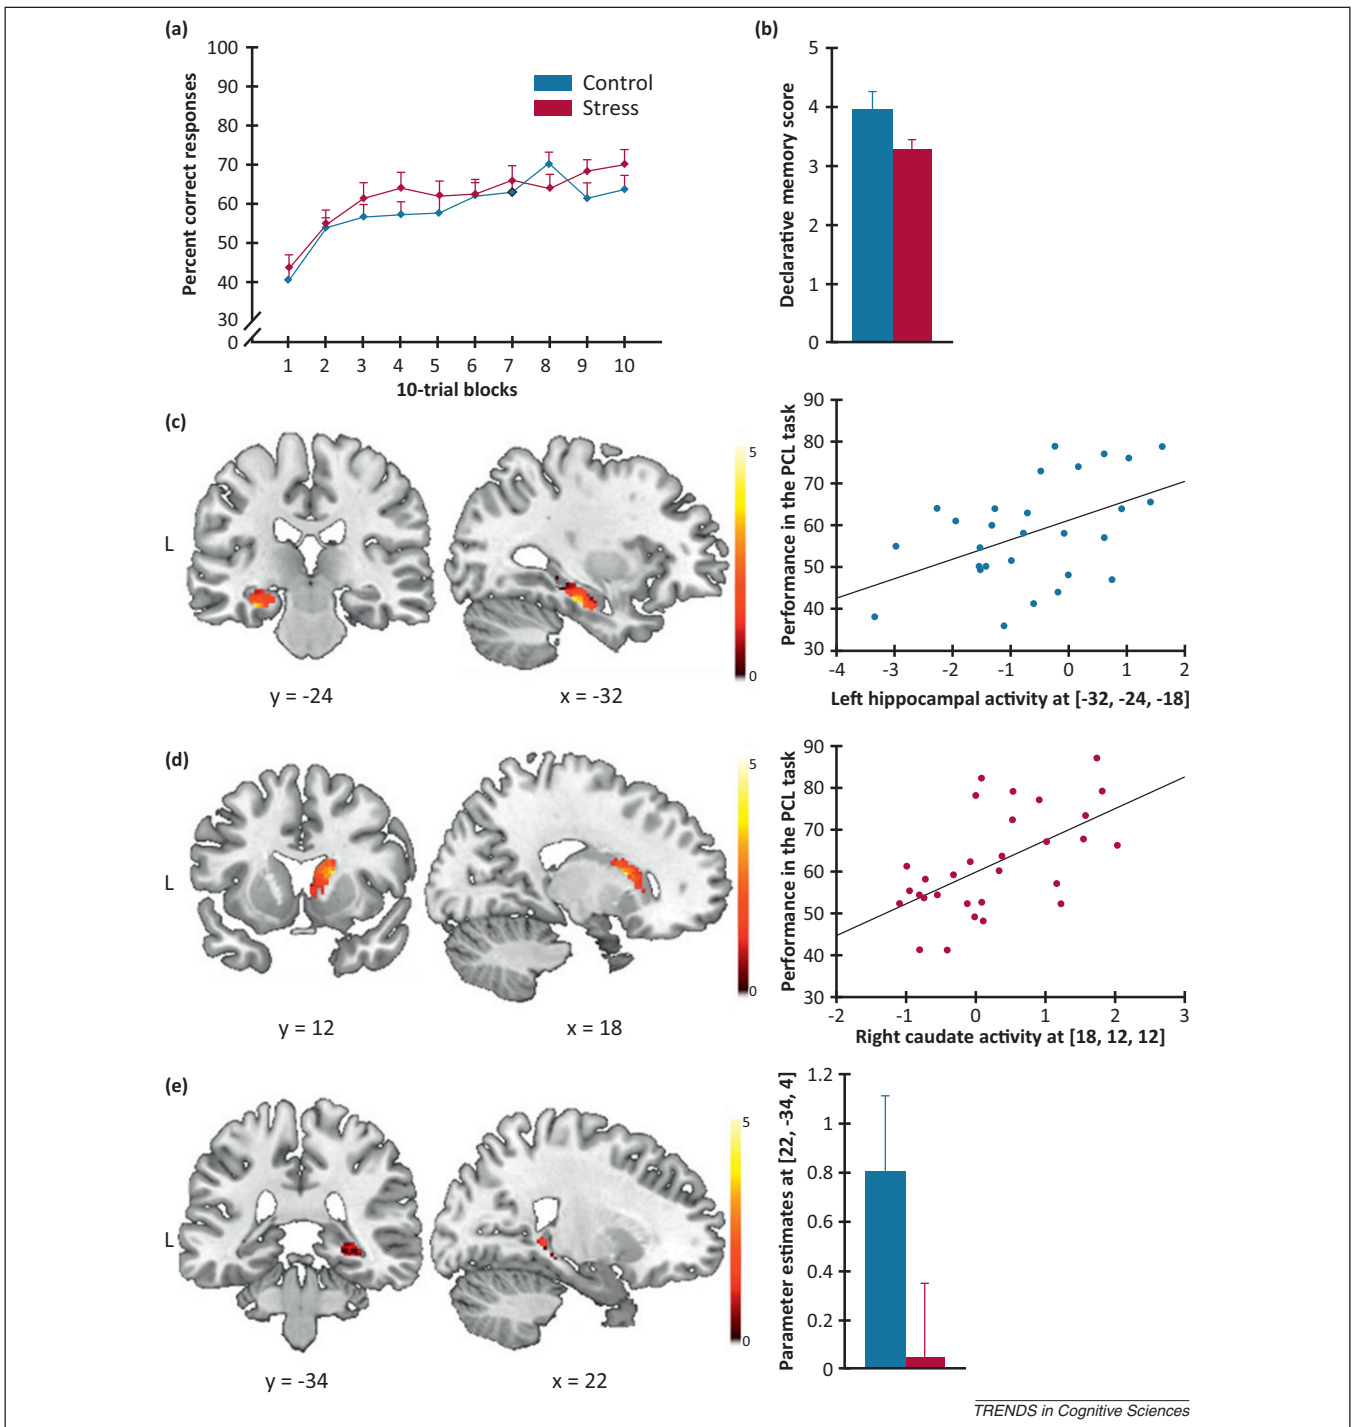 (a)
100
90
80
70
60
50
40
30
0
Percent correct responses
Control
Stress
1 2 3 4 5 6 7 8 9 10
10-trial blocks
(b)
5
4
3
2
1
0
Declarative memory score
(c)
L
y = -24
x = -32
5
0
90
80
70
60
50
40
30
Performance in the PCL task
-4 -3 -2 -1 0 1 2
Left hippocampal activity at [-32, -24, -18]
(d)
L
y = 12
x = 18
5
0
90
80
70
60
50
40
30
Performance in the PCL task
-2 -1 0 1 2 3
Right caudate activity at [18, 12, 12]
(e)
L
y = -34
x = 22
5
0
1.2
1
0.8
0.6
0.4
0.2
0
Parameter estimates at [22, -34, 4]
TRENDS in Cognitive Sciences